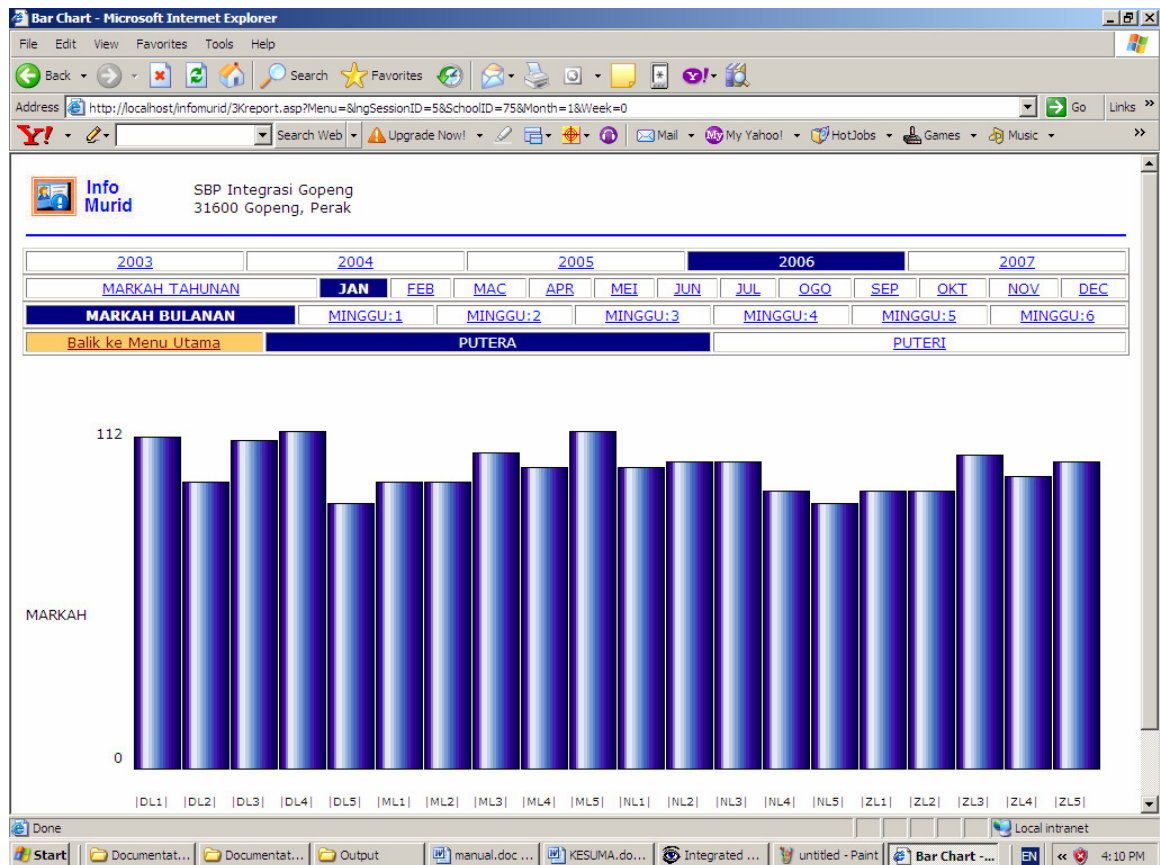 Bar Chart - Microsoft Internet Explorer
File Edit View Favorites Tools Help
Back Search Favorites
Address http://localhost/infomurid/3Kreport.asp?Menu=&lngSessionID=5&SchoolID=75&Month=1&Week=0 Go Links »
Y! Search Web Upgrade Now! Mail My Yahoo! HotJobs Games Music »
Info Murid
SBP Integrasi Gopeng
31600 Gopeng, Perak
2003 2004 2005 2006 2007
MARKAH TAHUNAN JAN FEB MAC APR MEI JUN JUL OGO SEP OKT NOV DEC
MARKAH BULANAN MINGGU:1 MINGGU:2 MINGGU:3 MINGGU:4 MINGGU:5 MINGGU:6
Balik ke Menu Utama PUTERA PUTERI
112
MARKAH
0
|DL1| |DL2| |DL3| |DL4| |DL5| |ML1| |ML2| |ML3| |ML4| |ML5| |NL1| |NL2| |NL3| |NL4| |NL5| |ZL1| |ZL2| |ZL3| |ZL4| |ZL5|
Done Local intranet
Start Documentat... Documentat... Output manual.doc ... KESUMA.do... Integrated ... untitled - Paint Bar Chart -... EN « 4:10 PM